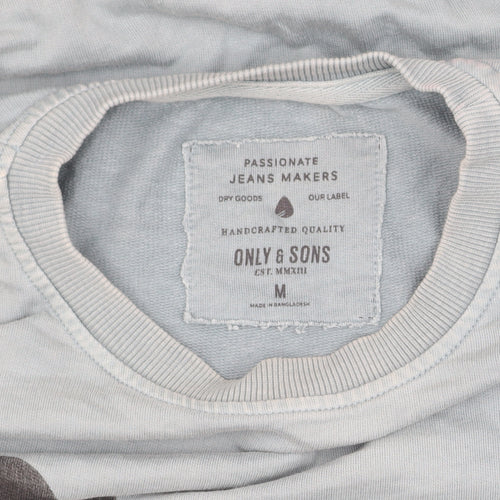 PASSIONATE
JEANS MAKERS
DRY GOODS OUR LABEL
HANDCRAFTED QUALITY
ONLY & SONS
EST. MMXIII
M
MADE IN BANGLADESH